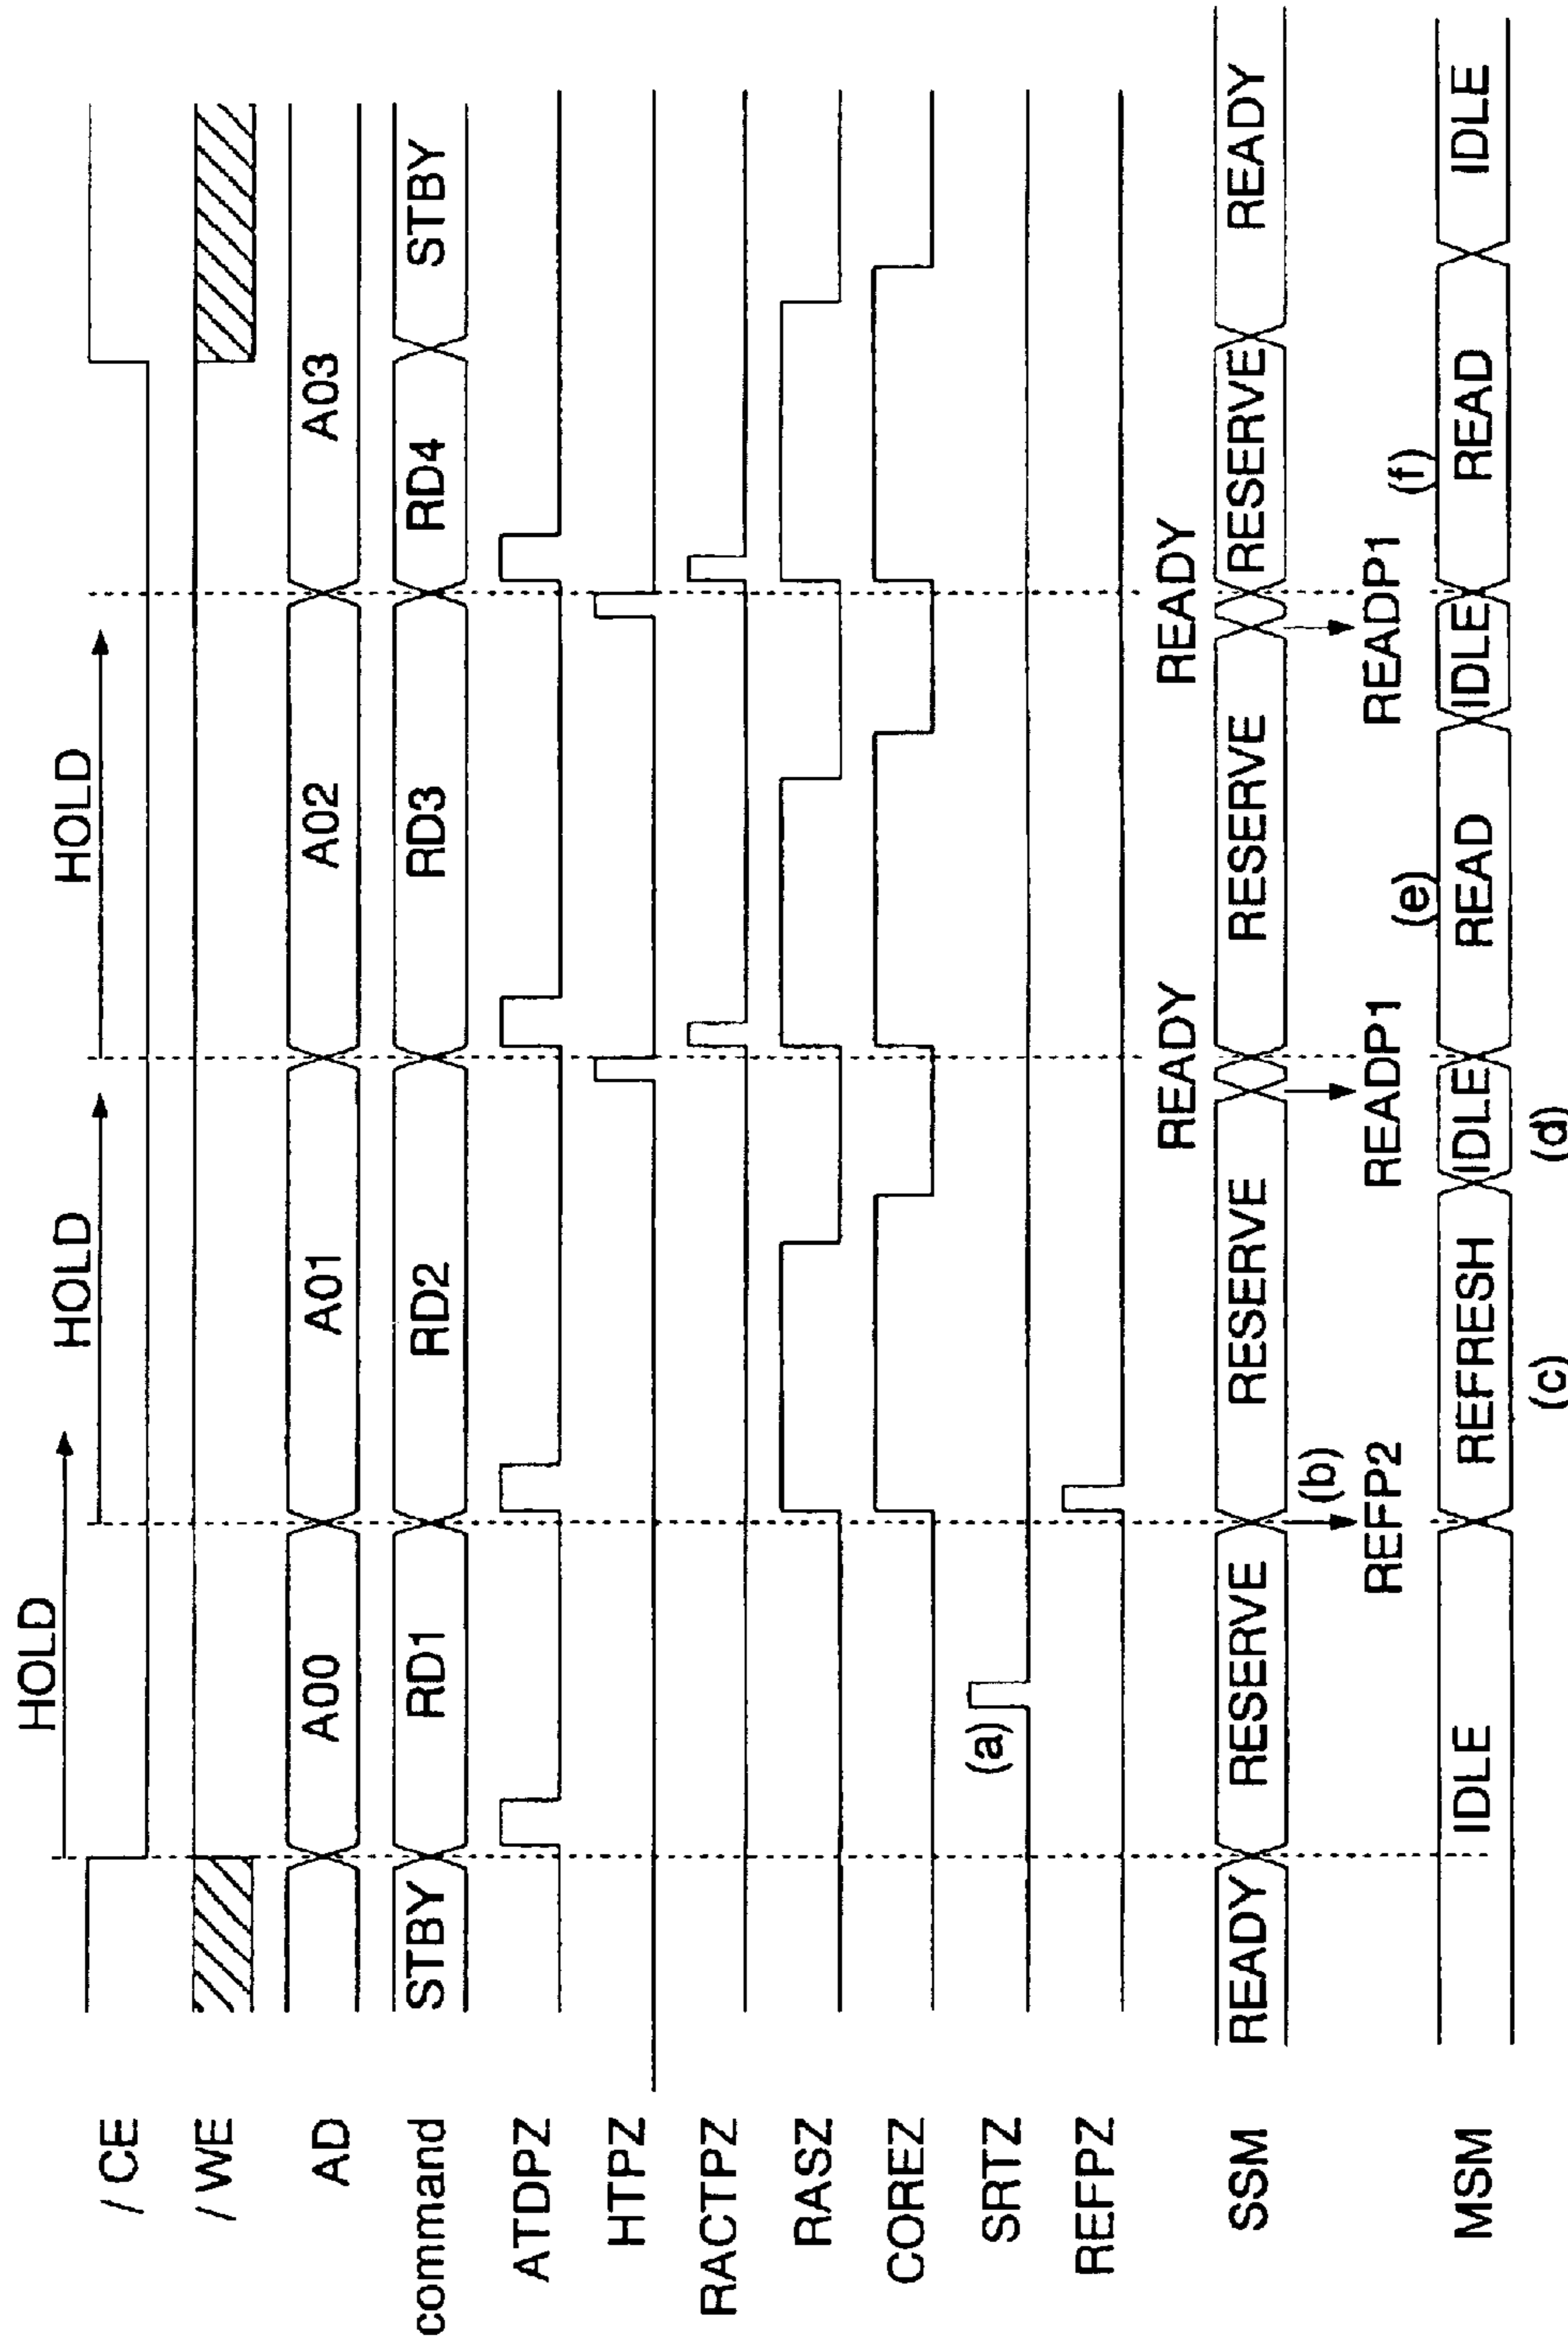 HOLD
HOLD
HOLD
/ CE
/ WE
AD A00 A01 A02 A03
command STBY RD1 RD2 RD3 RD4 STBY
ATDPZ
HTPZ
RACTPZ
RASZ
COREZ
SRTZ (a)
REFPZ
READY READY
SSM READY RESERVE RESERVE RESERVE RESERVE READY
(b)
REFP2 READP1 READP1
(e) (f)
MSM IDLE REFRESH IDLE READ IDLE READ IDLE
(c) (d)